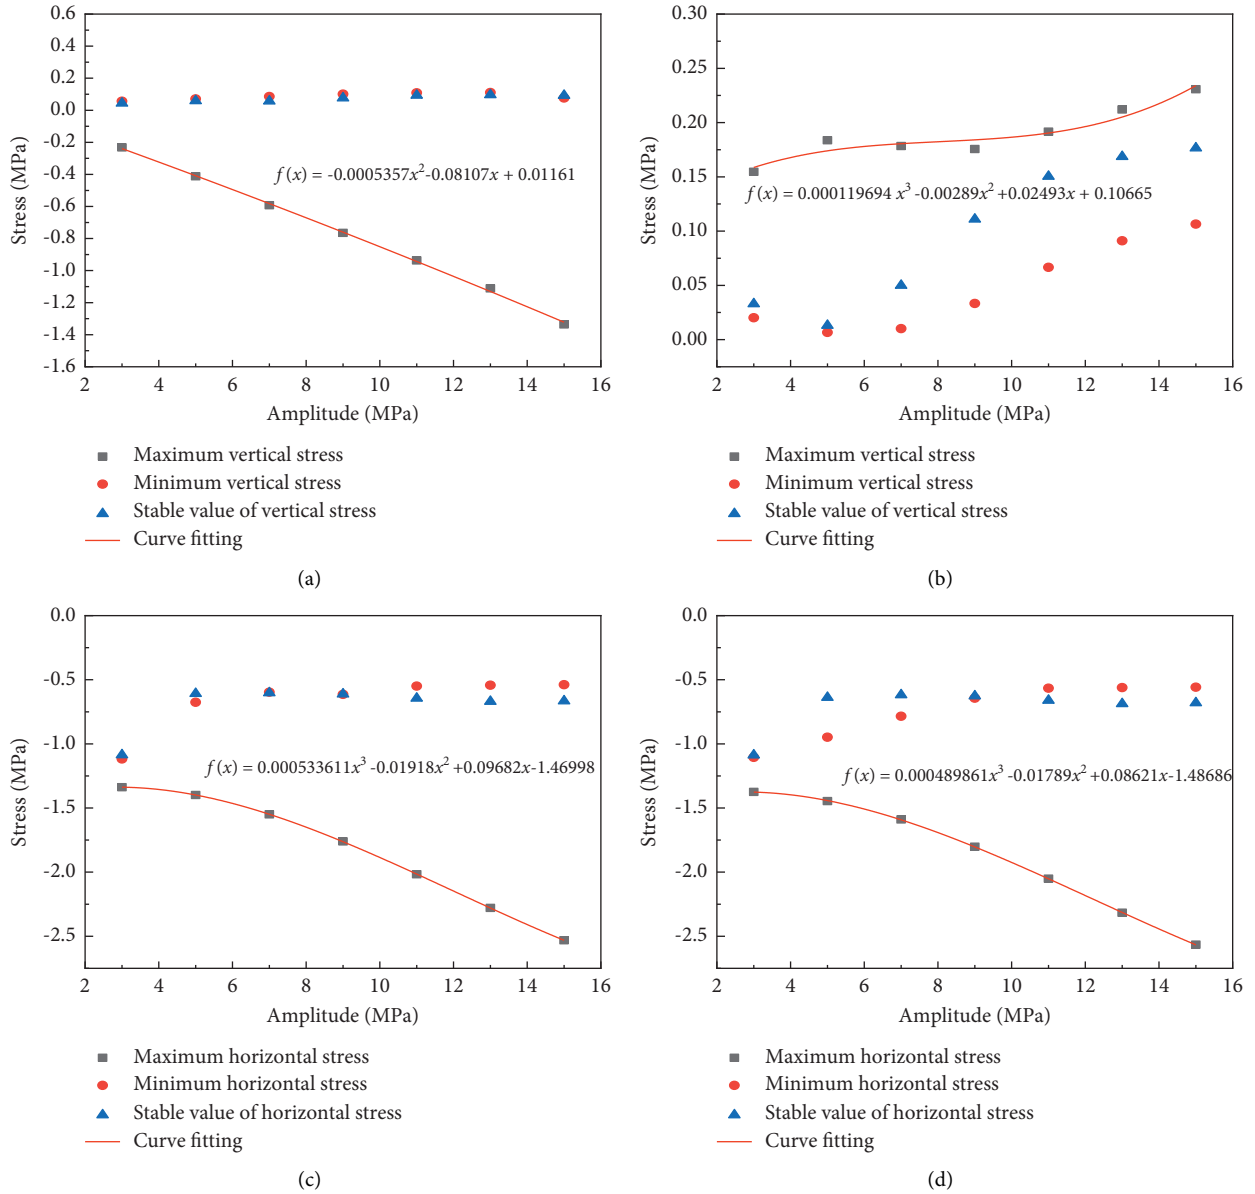 0.6
0.4
0.2
0.0
-0.2
-0.4
-0.6
-0.8
-1.0
-1.2
-1.4
-1.6
Stress (MPa)
f (x) = -0.0005357x²-0.08107x + 0.01161
2 4 6 8 10 12 14 16
Amplitude (MPa)
Maximum vertical stress
Minimum vertical stress
Stable value of vertical stress
Curve fitting
(a)
0.30
0.25
0.20
0.15
0.10
0.05
0.00
Stress (MPa)
f (x) = 0.000119694 x³ -0.00289x² +0.02493x + 0.10665
2 4 6 8 10 12 14 16
Amplitude (MPa)
Maximum vertical stress
Minimum vertical stress
Stable value of vertical stress
Curve fitting
(b)
0.0
-0.5
-1.0
-1.5
-2.0
-2.5
Stress (MPa)
f (x) = 0.000533611x³ -0.01918x² +0.09682x-1.46998
2 4 6 8 10 12 14 16
Amplitude (MPa)
Maximum horizontal stress
Minimum horizontal stress
Stable value of horizontal stress
Curve fitting
(c)
0.0
-0.5
-1.0
-1.5
-2.0
-2.5
Stress (MPa)
f (x) = 0.000489861x³ -0.01789x² +0.08621x-1.48686
2 4 6 8 10 12 14 16
Amplitude (MPa)
Maximum horizontal stress
Minimum horizontal stress
Stable value of horizontal stress
Curve fitting
(d)